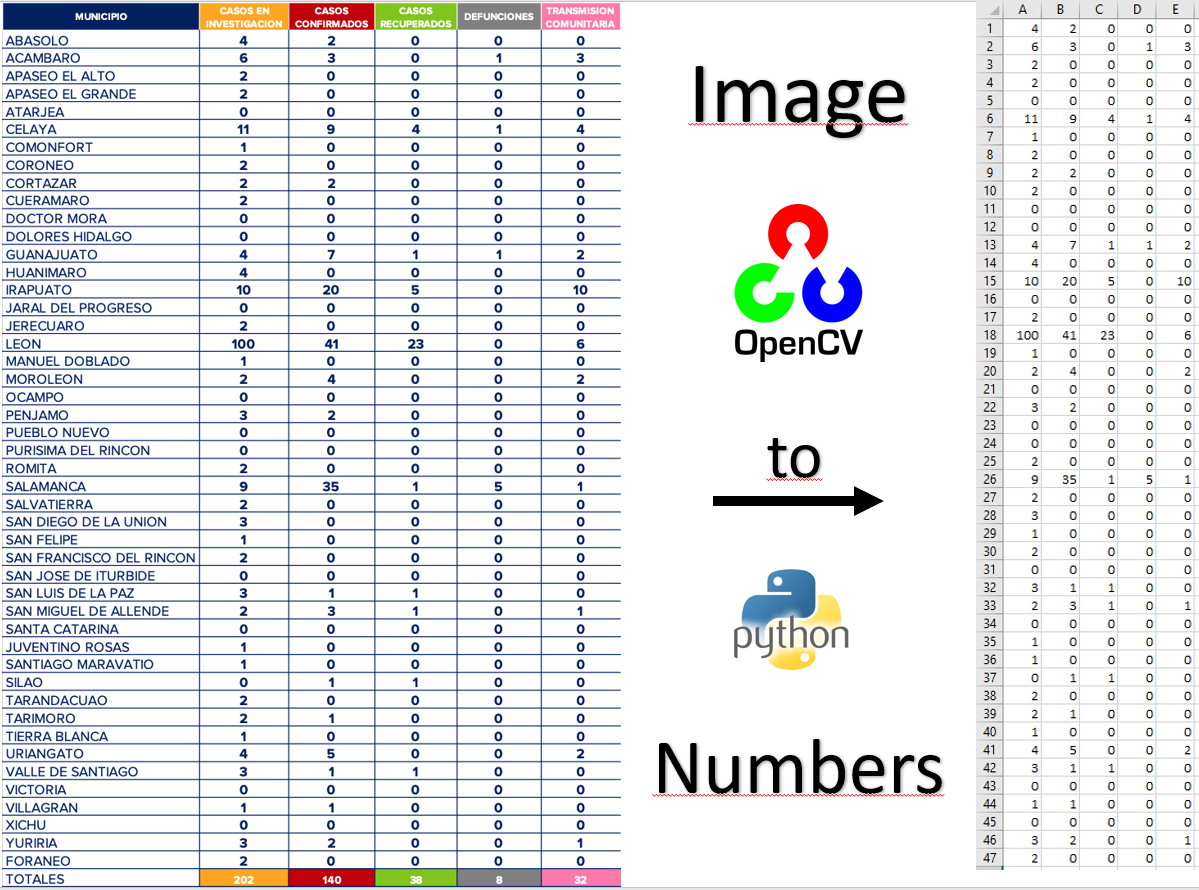 MUNICIPIO CASOS EN INVESTIGACION CASOS CONFIRMADOS CASOS RECUPERADOS DEFUNCIONES TRANSMISION COMUNITARIA
ABASOLO 4 2 0 0 0
ACAMBARO 6 3 0 1 3
APASEO EL ALTO 2 0 0 0 0
APASEO EL GRANDE 2 0 0 0 0
ATARJEA 0 0 0 0 0
CELAYA 11 9 4 1 4
COMONFORT 1 0 0 0 0
CORONEO 2 0 0 0 0
CORTAZAR 2 2 0 0 0
CUERAMARO 2 0 0 0 0
DOCTOR MORA 0 0 0 0 0
DOLORES HIDALGO 0 0 0 0 0
GUANAJUATO 4 7 1 1 2
HUANIMARO 4 0 0 0 0
IRAPUATO 10 20 5 0 10
JARAL DEL PROGRESO 0 0 0 0 0
JERECUARO 2 0 0 0 0
LEON 100 41 23 0 6
MANUEL DOBLADO 1 0 0 0 0
MOROLEON 2 4 0 0 2
OCAMPO 0 0 0 0 0
PENJAMO 3 2 0 0 0
PUEBLO NUEVO 0 0 0 0 0
PURISIMA DEL RINCON 0 0 0 0 0
ROMITA 2 0 0 0 0
SALAMANCA 9 35 1 5 1
SALVATIERRA 2 0 0 0 0
SAN DIEGO DE LA UNION 3 0 0 0 0
SAN FELIPE 1 0 0 0 0
SAN FRANCISCO DEL RINCON 2 0 0 0 0
SAN JOSE DE ITURBIDE 0 0 0 0 0
SAN LUIS DE LA PAZ 3 1 1 0 0
SAN MIGUEL DE ALLENDE 2 3 1 0 1
SANTA CATARINA 0 0 0 0 0
JUVENTINO ROSAS 1 0 0 0 0
SANTIAGO MARAVATIO 1 0 0 0 0
SILAO 0 1 1 0 0
TARANDACUAO 2 0 0 0 0
TARIMORO 2 1 0 0 0
TIERRA BLANCA 1 0 0 0 0
URIANGATO 4 5 0 0 2
VALLE DE SANTIAGO 3 1 1 0 0
VICTORIA 0 0 0 0 0
VILLAGRAN 1 1 0 0 0
XICHU 0 0 0 0 0
YURIRIA 3 2 0 0 1
FORANEO 2 0 0 0 0
TOTALES 202 140 38 8 32
Image
OpenCV
to
python
Numbers
A B C D E
1 4 2 0 0 0
2 6 3 0 1 3
3 2 0 0 0 0
4 2 0 0 0 0
5 0 0 0 0 0
6 11 9 4 1 4
7 1 0 0 0 0
8 2 0 0 0 0
9 2 2 0 0 0
10 2 0 0 0 0
11 0 0 0 0 0
12 0 0 0 0 0
13 4 7 1 1 2
14 4 0 0 0 0
15 10 20 5 0 10
16 0 0 0 0 0
17 2 0 0 0 0
18 100 41 23 0 6
19 1 0 0 0 0
20 2 4 0 0 2
21 0 0 0 0 0
22 3 2 0 0 0
23 0 0 0 0 0
24 0 0 0 0 0
25 2 0 0 0 0
26 9 35 1 5 1
27 2 0 0 0 0
28 3 0 0 0 0
29 1 0 0 0 0
30 2 0 0 0 0
31 0 0 0 0 0
32 3 1 1 0 0
33 2 3 1 0 1
34 0 0 0 0 0
35 1 0 0 0 0
36 1 0 0 0 0
37 0 1 1 0 0
38 2 0 0 0 0
39 2 1 0 0 0
40 1 0 0 0 0
41 4 5 0 0 2
42 3 1 1 0 0
43 0 0 0 0 0
44 1 1 0 0 0
45 0 0 0 0 0
46 3 2 0 0 1
47 2 0 0 0 0